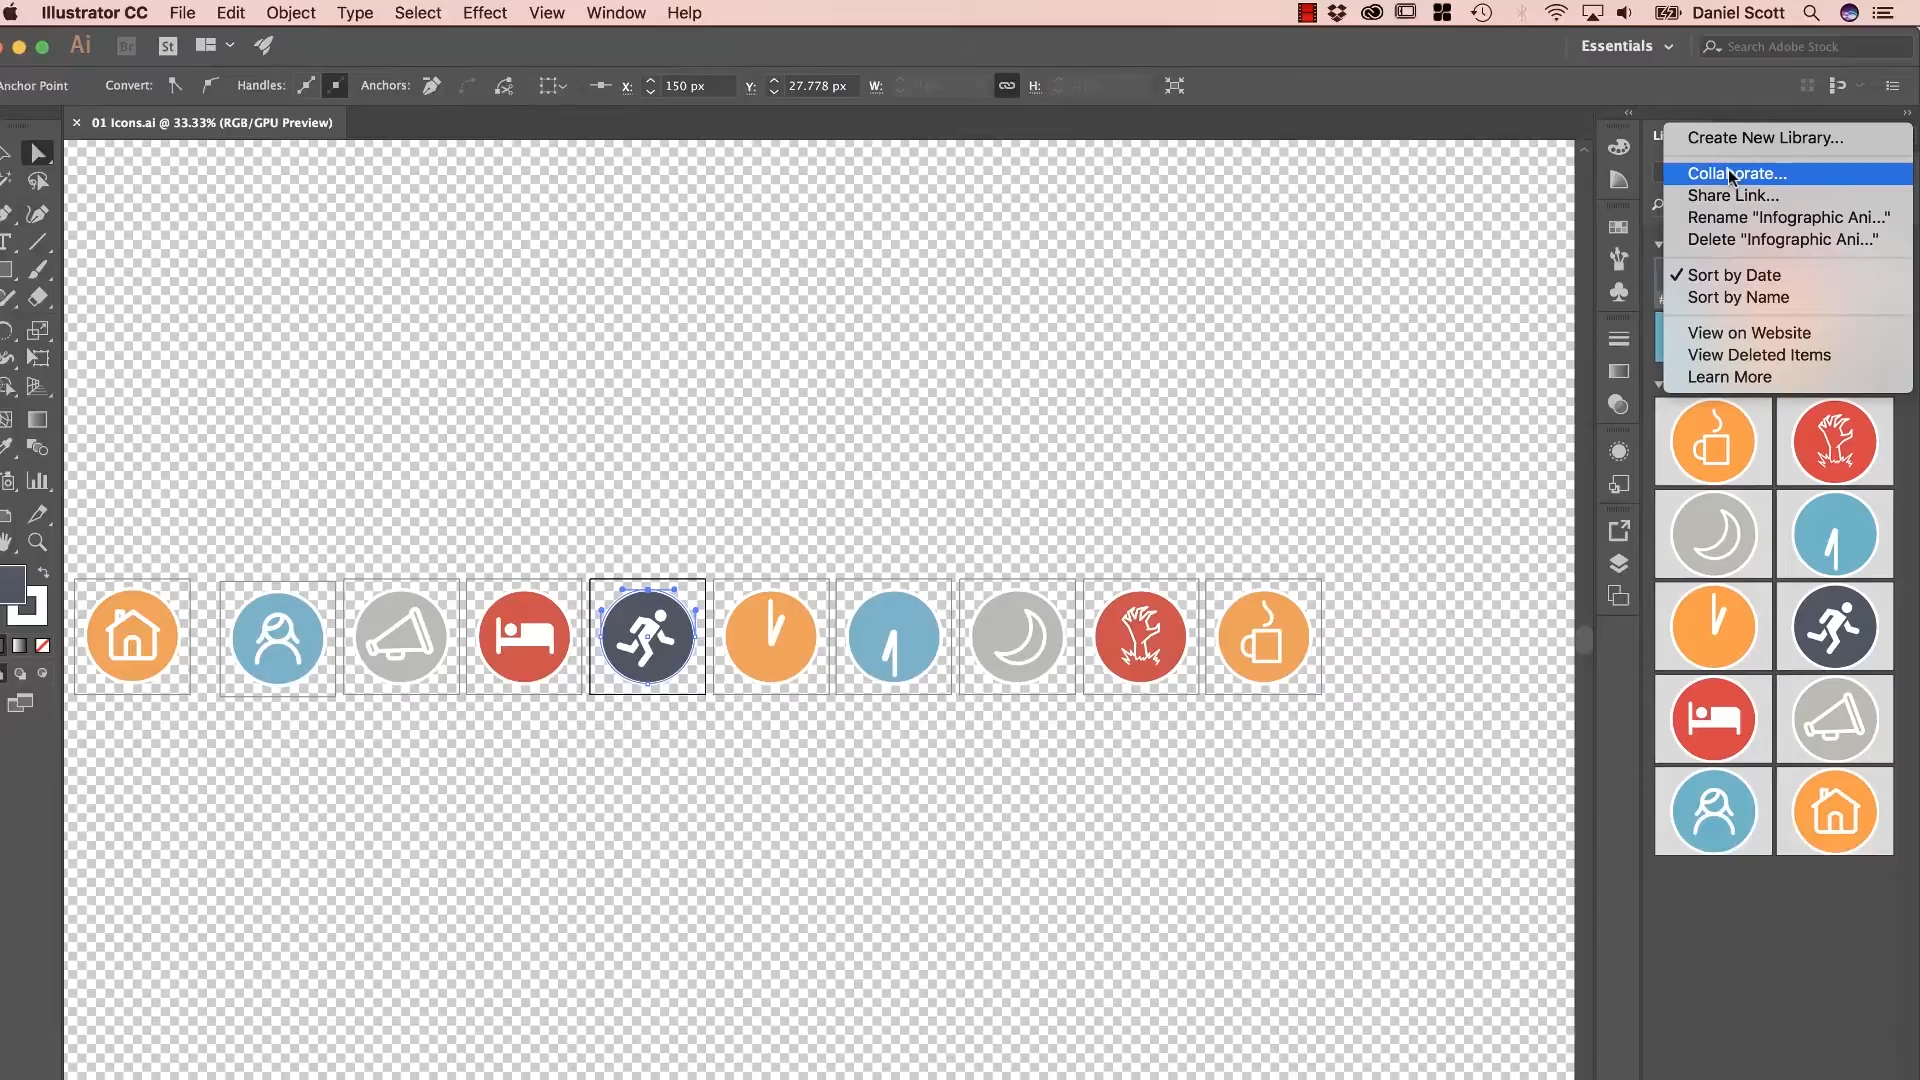 Illustrator CC File Edit Object Type Select Effect View Window Help Daniel Scott
Ai Br St Essentials Search Adobe Stock
Anchor Point Convert: Handles: Anchors: X: 150 px Y: 27.778 px W: H:
01 Icons.ai @ 33.33% (RGB/GPU Preview)
Create New Library...
Collaborate...
Share Link...
Rename "Infographic Ani..."
Delete "Infographic Ani..."
Sort by Date
Sort by Name
View on Website
View Deleted Items
Learn More